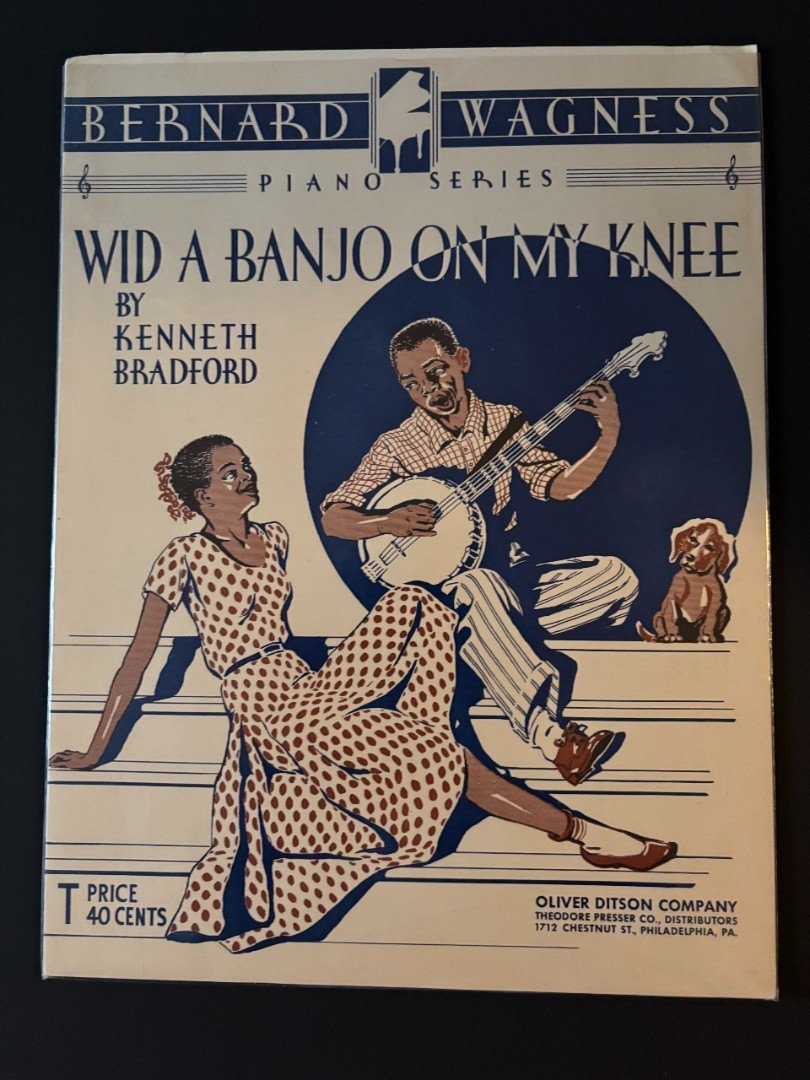 BERNARD WAGNESS
PIANO SERIES
WID A BANJO ON MY KNEE
BY
KENNETH
BRADFORD
T PRICE
40 CENTS
OLIVER DITSON COMPANY
THEODORE PRESSER CO., DISTRIBUTORS
1712 CHESTNUT ST., PHILADELPHIA, PA.